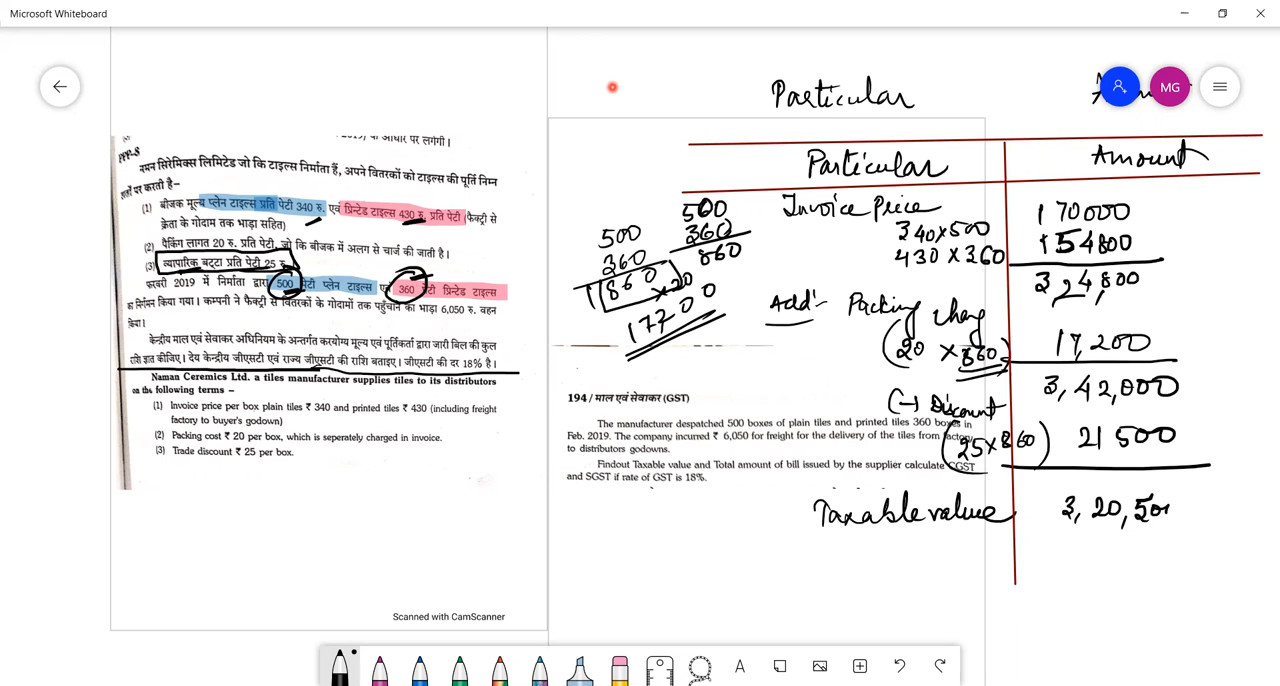 Microsoft Whiteboard
MG
2019) के आधार पर लगेगी।
PPP-8
नमन सिरेमिक्स लिमिटेड जो कि टाइल्स निर्माता हैं, अपने वितरकों को टाइल्स की पूर्ति निम्न
शर्तों पर करती है–
(1) बीजक मूल्य प्लेन टाइल्स प्रति पेटी 340 रु. एवं प्रिन्टेड टाइल्स 430 रु. प्रति पेटी (फैक्ट्री से
क्रेता के गोदाम तक भाड़ा सहित)
(2) पैकिंग लागत 20 रु. प्रति पेटी, जो कि बीजक में अलग से चार्ज की जाती है।
(3) व्यापारिक बट्टा प्रति पेटी 25 रु.
फरवरी 2019 में निर्माता द्वारा 500 पेटी प्लेन टाइल्स एवं 360 पेटी प्रिन्टेड टाइल्स
का निर्गमन किया गया। कम्पनी ने फैक्ट्री से वितरकों के गोदामों तक पहुँचाने का भाड़ा 6,050 रु. वहन
किया।
केन्द्रीय माल एवं सेवाकर अधिनियम के अन्तर्गत करयोग्य मूल्य एवं पूर्तिकर्ता द्वारा जारी बिल की कुल
राशि ज्ञात कीजिए। देय केन्द्रीय जीएसटी एवं राज्य जीएसटी की राशि बताइए। जीएसटी की दर 18% है।
Naman Ceremics Ltd. a tiles manufacturer supplies tiles to its distributors
on the following terms –
(1) Invoice price per box plain tiles ₹ 340 and printed tiles ₹ 430 (including freight
factory to buyer's godown)
(2) Packing cost ₹ 20 per box, which is seperately charged in invoice.
(3) Trade discount ₹ 25 per box.
Scanned with CamScanner
194 / माल एवं सेवाकर (GST)
The manufacturer despatched 500 boxes of plain tiles and printed tiles 360 boxes in
Feb. 2019. The company incurred ₹ 6,050 for freight for the delivery of the tiles from factory
to distributors godowns.
Findout Taxable value and Total amount of bill issued by the supplier calculate CGST
and SGST if rate of GST is 18%.
500
360
860
×20
17200
500
360
860
Particular
Particular Amount
Invoice Price
340×500 170000
430×360 154800
324,800
Add:- Packing charg
(20 × 860) 17,200
3,42,000
(-) Discount
(25×860) 21500
Taxable value 3,20,500